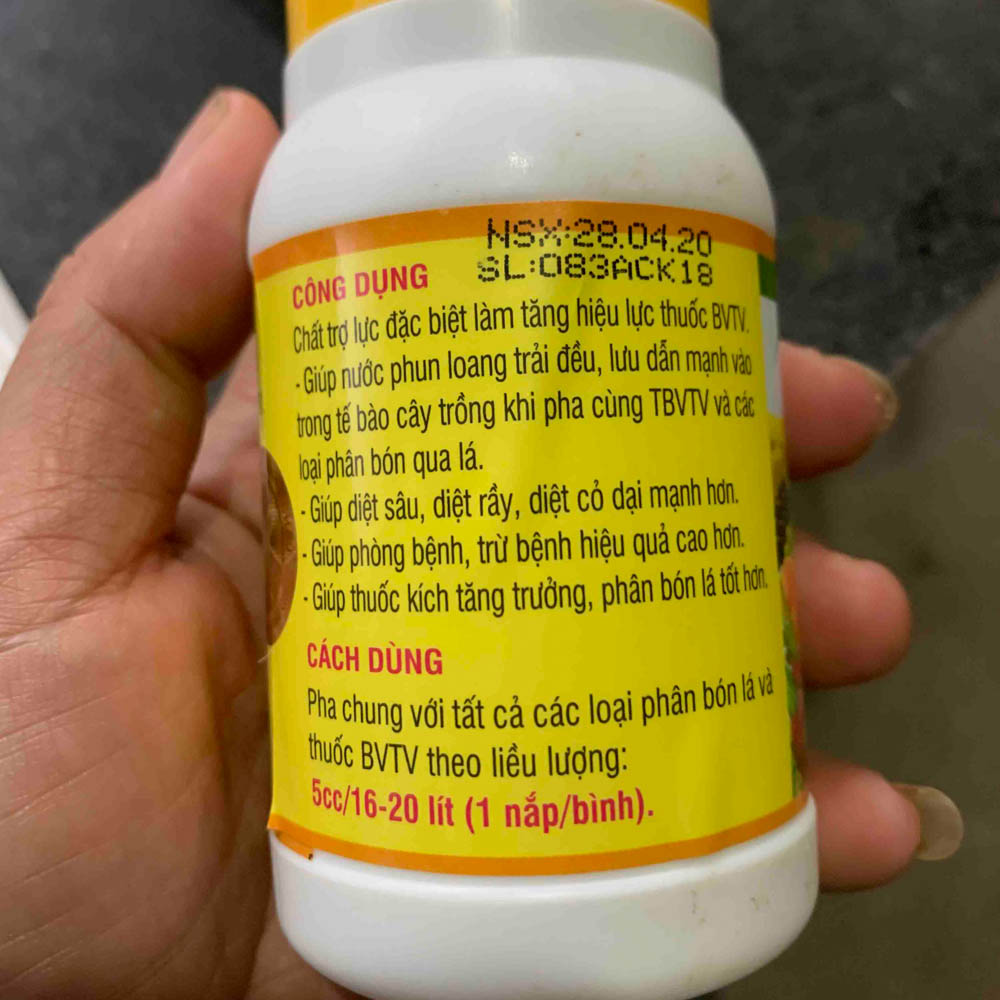 NSX:28.04.20
SL:083ACK18
CÔNG DỤNG
Chất trợ lực đặc biệt làm tăng hiệu lực thuốc BVTV.
- Giúp nước phun loang trải đều, lưu dẫn mạnh vào
trong tế bào cây trồng khi pha cùng TBVTV và các
loại phân bón qua lá.
- Giúp diệt sâu, diệt rầy, diệt cỏ dại mạnh hơn.
- Giúp phòng bệnh, trừ bệnh hiệu quả cao hơn.
- Giúp thuốc kích tăng trưởng, phân bón lá tốt hơn.
CÁCH DÙNG
Pha chung với tất cả các loại phân bón lá và
thuốc BVTV theo liều lượng:
5cc/16-20 lít (1 nắp/bình).